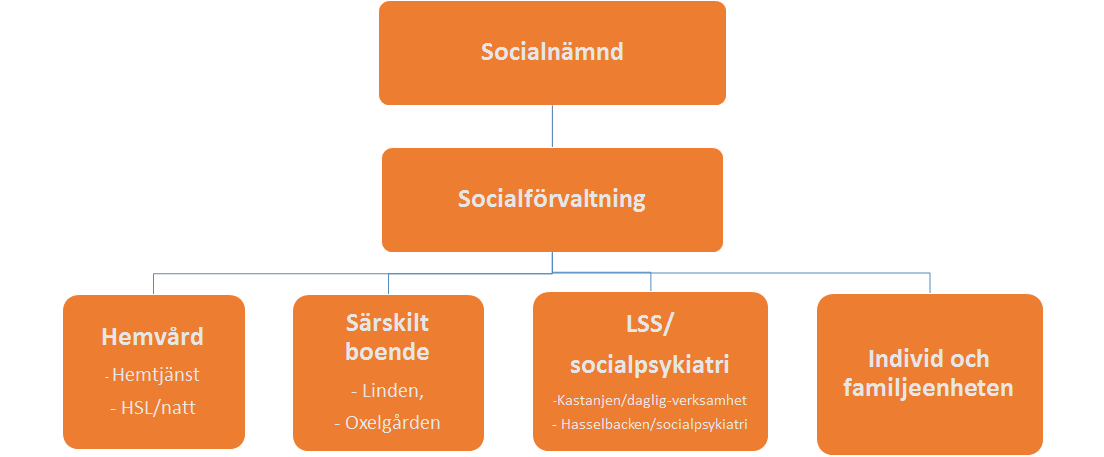 Socialnämnd
Socialförvaltning
Hemvård
- Hemtjänst
- HSL/natt
Särskilt
boende
- Linden,
- Oxelgården
LSS/
socialpsykiatri
-Kastanjen/daglig-verksamhet
- Hasselbacken/socialpsykiatri
Individ och
familjeenheten